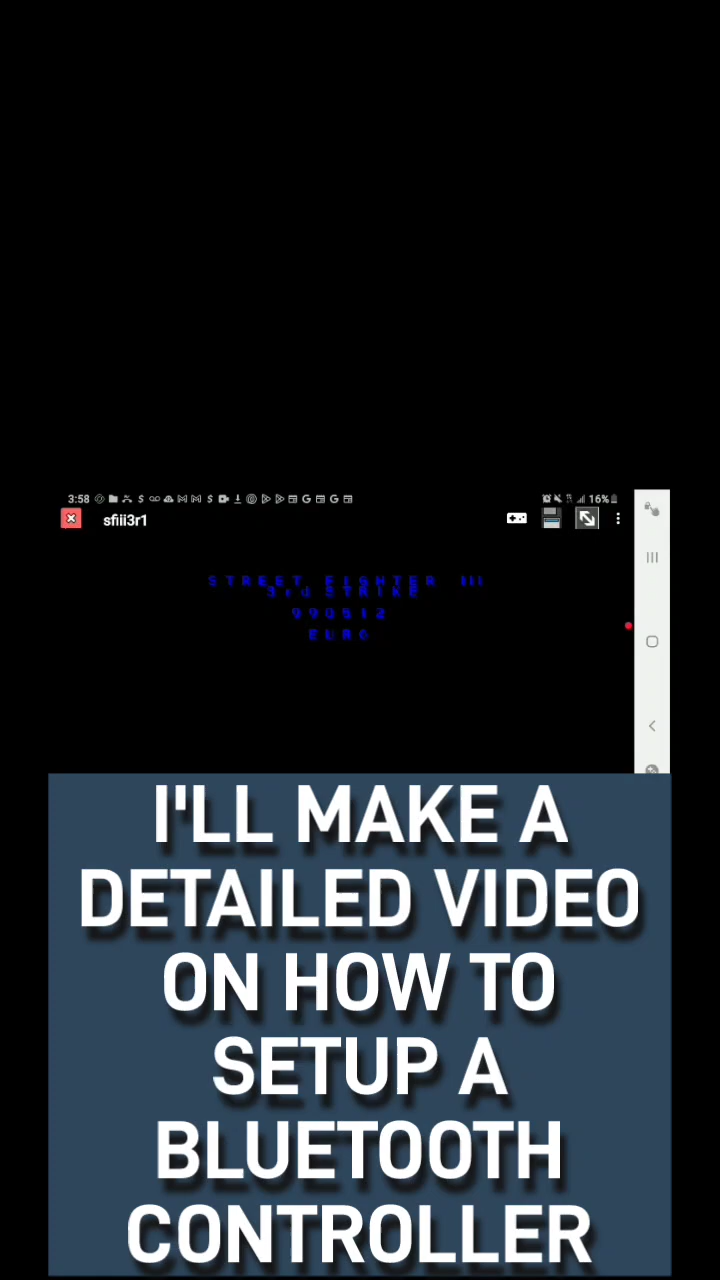 3:58
16%
sfiii3r1
STREET FIGHTER III
3rd STRIKE
990512
EURO
I'LL MAKE A
DETAILED VIDEO
ON HOW TO
SETUP A
BLUETOOTH
CONTROLLER